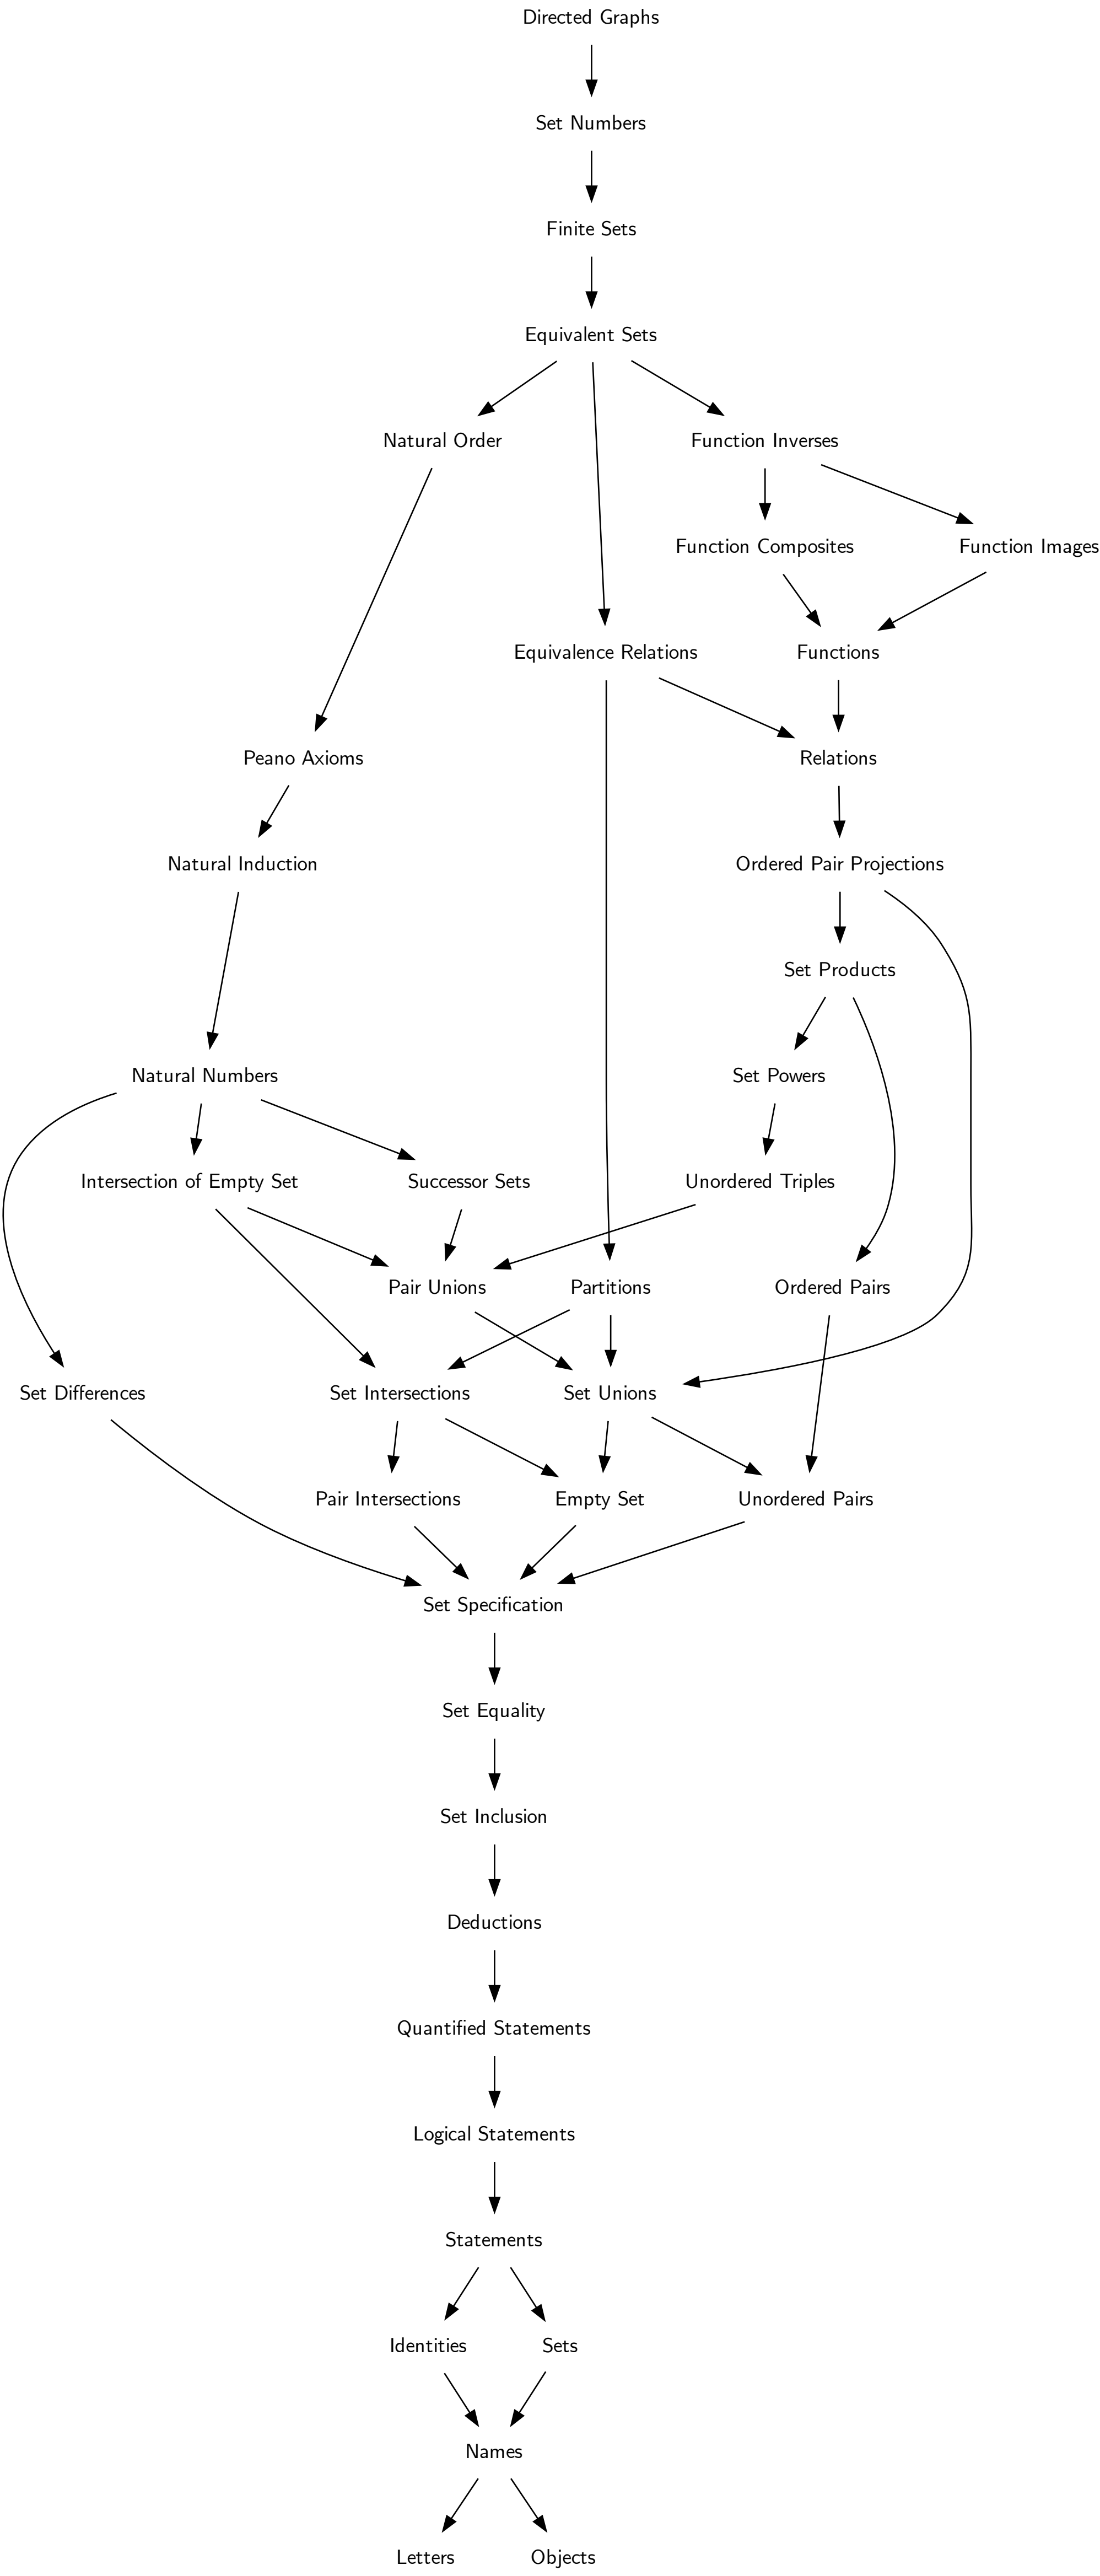 Directed Graphs
Set Numbers
Finite Sets
Equivalent Sets
Natural Order
Function Inverses
Function Composites
Function Images
Equivalence Relations
Functions
Peano Axioms
Relations
Natural Induction
Ordered Pair Projections
Set Products
Natural Numbers
Set Powers
Intersection of Empty Set
Successor Sets
Unordered Triples
Pair Unions
Partitions
Ordered Pairs
Set Differences
Set Intersections
Set Unions
Pair Intersections
Empty Set
Unordered Pairs
Set Specification
Set Equality
Set Inclusion
Deductions
Quantified Statements
Logical Statements
Statements
Identities
Sets
Names
Letters
Objects